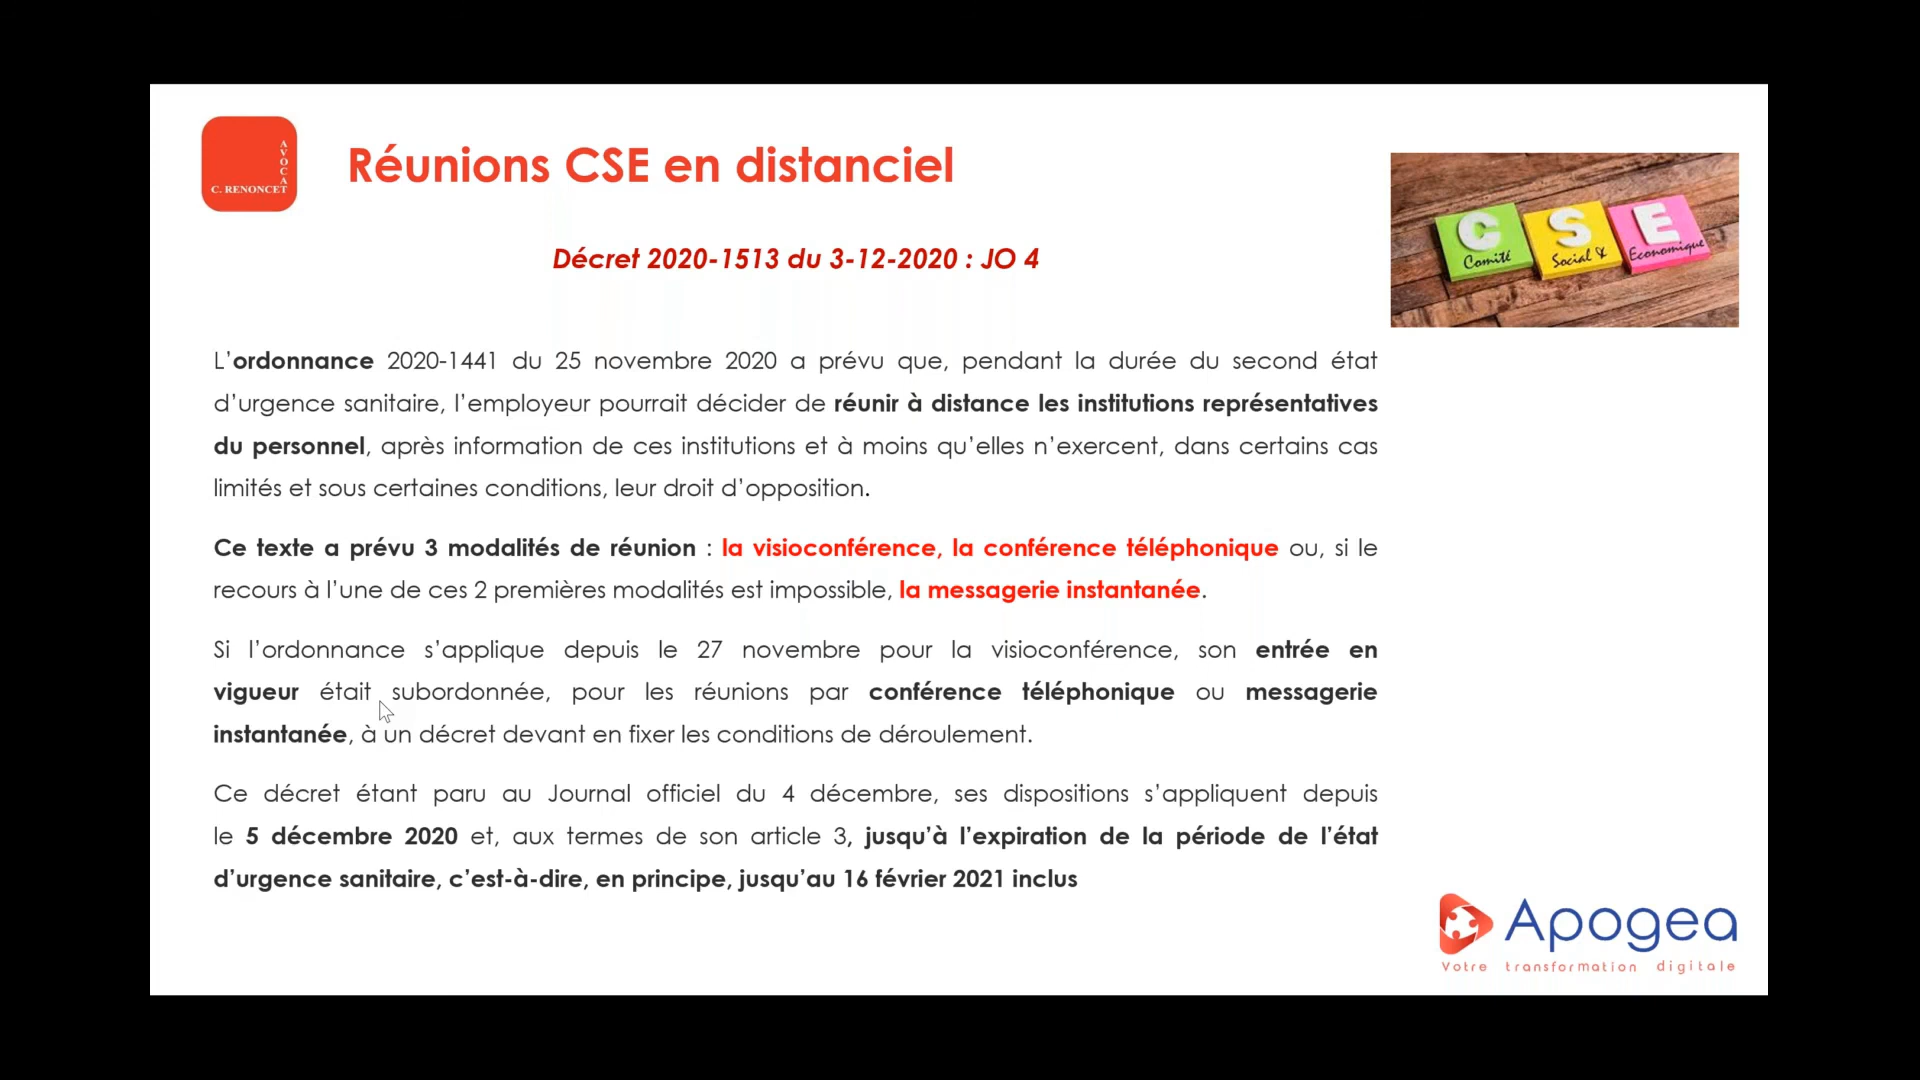 AVOCAT
C. RENONCET
Réunions CSE en distanciel
Décret 2020-1513 du 3-12-2020 : JO 4
C S E
Comité Social & Economique
L’ordonnance 2020-1441 du 25 novembre 2020 a prévu que, pendant la durée du second état
d’urgence sanitaire, l’employeur pourrait décider de réunir à distance les institutions représentatives
du personnel, après information de ces institutions et à moins qu’elles n’exercent, dans certains cas
limités et sous certaines conditions, leur droit d’opposition.
Ce texte a prévu 3 modalités de réunion : la visioconférence, la conférence téléphonique ou, si le
recours à l’une de ces 2 premières modalités est impossible, la messagerie instantanée.
Si l’ordonnance s’applique depuis le 27 novembre pour la visioconférence, son entrée en
vigueur était subordonnée, pour les réunions par conférence téléphonique ou messagerie
instantanée, à un décret devant en fixer les conditions de déroulement.
Ce décret étant paru au Journal officiel du 4 décembre, ses dispositions s’appliquent depuis
le 5 décembre 2020 et, aux termes de son article 3, jusqu’à l’expiration de la période de l’état
d’urgence sanitaire, c’est-à-dire, en principe, jusqu’au 16 février 2021 inclus
Apogea
Votre transformation digitale